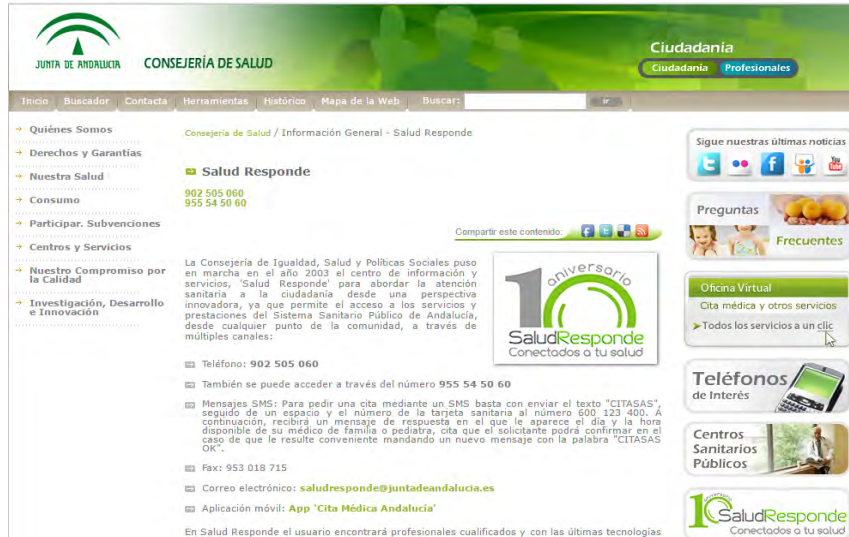 JUNTA DE ANDALUCIA
CONSEJERÍA DE SALUD
Ciudadanía
Ciudadanía
Profesionales
Inicio
Buscador
Contacta
Herramientas
Histórico
Mapa de la Web
Buscar:
ir
Quiénes Somos
Derechos y Garantías
Nuestra Salud
Consumo
Participar. Subvenciones
Centros y Servicios
Nuestro Compromiso por
la Calidad
Investigación, Desarrollo
e Innovación
Consejería de Salud / Información General - Salud Responde
Salud Responde
902 505 060
955 54 50 60
Compartir este contenido:
La Consejería de Igualdad, Salud y Políticas Sociales puso
en marcha en el año 2003 el centro de información y
servicios, 'Salud Responde' para abordar la atención
sanitaria a la ciudadanía desde una perspectiva
innovadora, ya que permite el acceso a los servicios y
prestaciones del Sistema Sanitario Público de Andalucía,
desde cualquier punto de la comunidad, a través de
múltiples canales:
10 aniversario
SaludResponde
Conectados a tu salud
Teléfono: 902 505 060
También se puede acceder a través del número 955 54 50 60
Mensajes SMS: Para pedir una cita mediante un SMS basta con enviar el texto "CITASAS",
seguido de un espacio y el número de la tarjeta sanitaria al número 600 123 400. A
continuación, recibirá un mensaje de respuesta en el que le aparece el día y la hora
disponible de su médico de familia o pediatra, cita que el solicitante podrá confirmar en el
caso de que le resulte conveniente mandando un nuevo mensaje con la palabra "CITASAS
OK".
Fax: 953 018 715
Correo electrónico: saludresponde@juntadeandalucia.es
Aplicación móvil: App 'Cita Médica Andalucía'
En Salud Responde el usuario encontrará profesionales cualificados y con las últimas tecnologías
Sigue nuestras últimas noticias
You
Tube
Preguntas
Frecuentes
Oficina Virtual
Cita médica y otros servicios
Todos los servicios a un clic
Teléfonos
de Interés
Centros
Sanitarios
Públicos
10 aniversario
SaludResponde
Conectados a tu salud